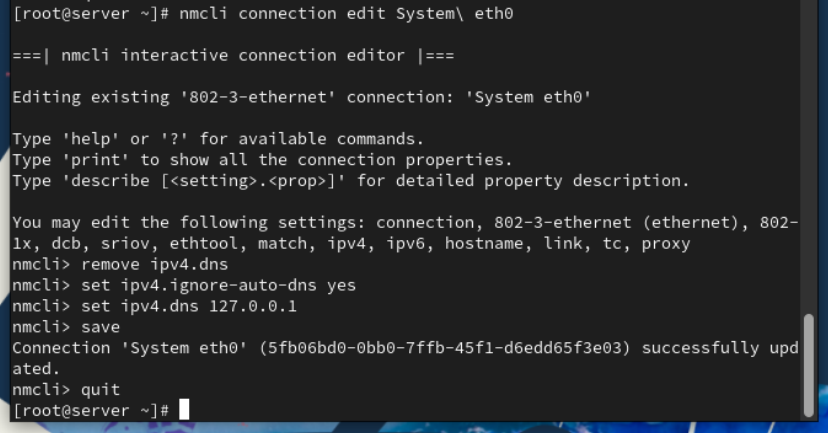 [root@server ~]# nmcli connection edit System\ eth0
===| nmcli interactive connection editor |===
Editing existing '802-3-ethernet' connection: 'System eth0'
Type 'help' or '?' for available commands.
Type 'print' to show all the connection properties.
Type 'describe [<setting>.<prop>]' for detailed property description.
You may edit the following settings: connection, 802-3-ethernet (ethernet), 802-
1x, dcb, sriov, ethtool, match, ipv4, ipv6, hostname, link, tc, proxy
nmcli> remove ipv4.dns
nmcli> set ipv4.ignore-auto-dns yes
nmcli> set ipv4.dns 127.0.0.1
nmcli> save
Connection 'System eth0' (5fb06bd0-0bb0-7ffb-45f1-d6edd65f3e03) successfully upd
ated.
nmcli> quit
[root@server ~]#